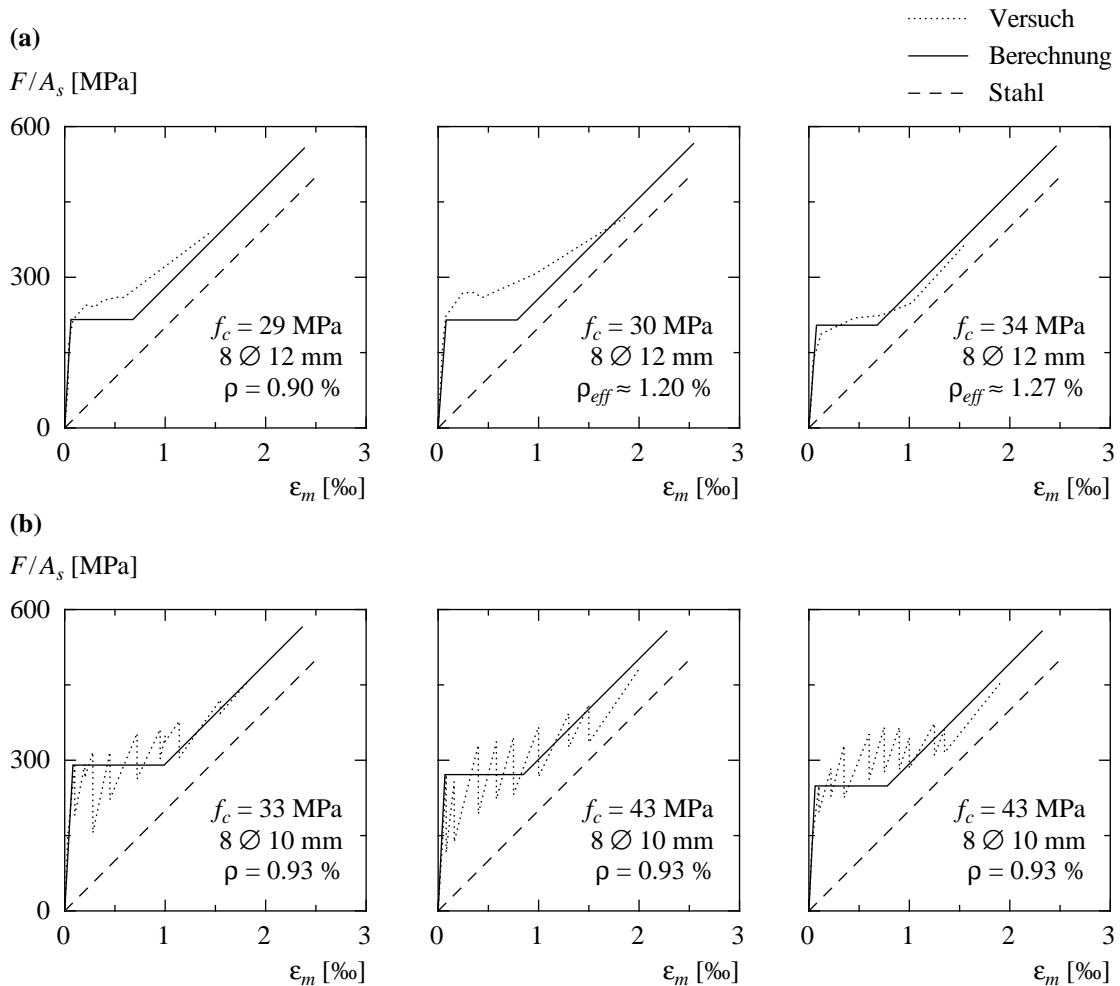 Versuch
(a)
Berechnung
F/Aₛ [MPa]
Stahl
600
300
0
f_c = 29 MPa
8 ∅ 12 mm
ρ = 0.90 %
0 1 2 3
ε_m [‰]
f_c = 30 MPa
8 ∅ 12 mm
ρ_eff ≈ 1.20 %
0 1 2 3
ε_m [‰]
f_c = 34 MPa
8 ∅ 12 mm
ρ_eff ≈ 1.27 %
0 1 2 3
ε_m [‰]
(b)
F/Aₛ [MPa]
600
300
0
f_c = 33 MPa
8 ∅ 10 mm
ρ = 0.93 %
0 1 2 3
ε_m [‰]
f_c = 43 MPa
8 ∅ 10 mm
ρ = 0.93 %
0 1 2 3
ε_m [‰]
f_c = 43 MPa
8 ∅ 10 mm
ρ = 0.93 %
0 1 2 3
ε_m [‰]